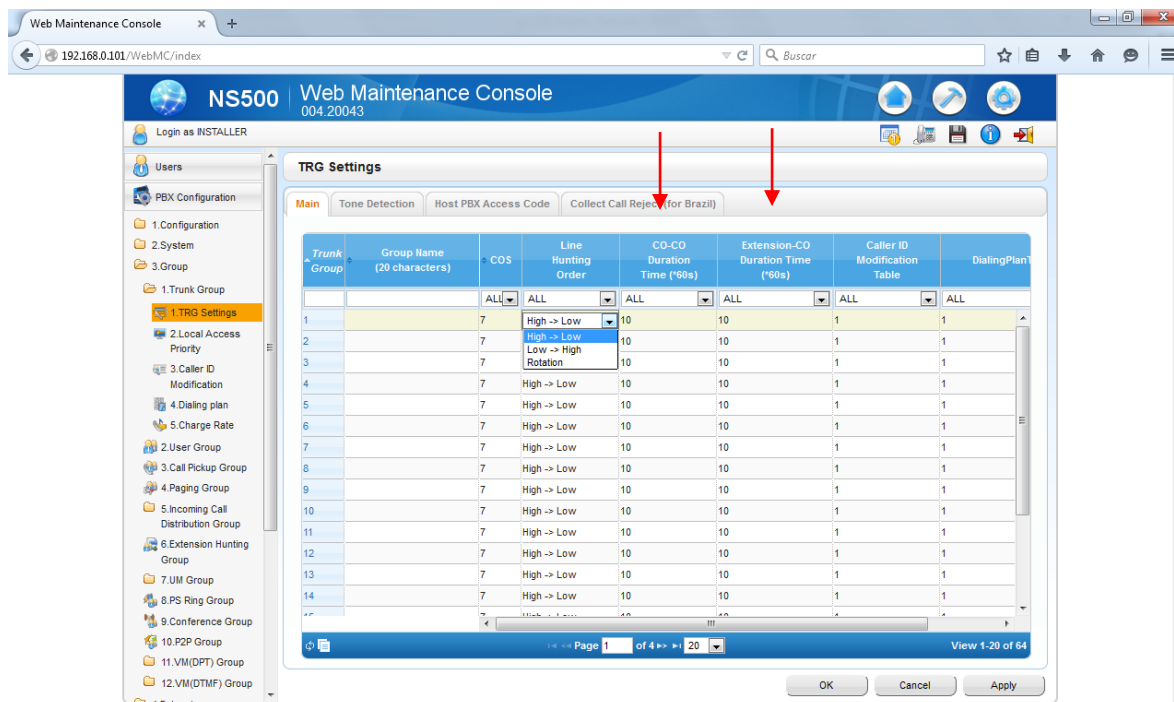 Web Maintenance Console
192.168.0.101/WebMC/index
Buscar
NS500
Web Maintenance Console
004.20043
Login as INSTALLER
Users
PBX Configuration
1.Configuration
2.System
3.Group
1.Trunk Group
1.TRG Settings
2.Local Access
Priority
3.Caller ID
Modification
4.Dialing plan
5.Charge Rate
2.User Group
3.Call Pickup Group
4.Paging Group
5.Incoming Call
Distribution Group
6.Extension Hunting
Group
7.UM Group
8.PS Ring Group
9.Conference Group
10.P2P Group
11.VM(DPT) Group
12.VM(DTMF) Group
TRG Settings
Main Tone Detection Host PBX Access Code Collect Call Reject (for Brazil)
Trunk
Group
Group Name
(20 characters)
COS
Line
Hunting
Order
CO-CO
Duration
Time (*60s)
Extension-CO
Duration Time
(*60s)
Caller ID
Modification
Table
DialingPlanT
ALL ALL ALL ALL ALL ALL
1 7 High -> Low 10 10 1 1
High -> Low
Low -> High
Rotation
2 7 10 10 1 1
3 7 10 10 1 1
4 7 High -> Low 10 10 1 1
5 7 High -> Low 10 10 1 1
6 7 High -> Low 10 10 1 1
7 7 High -> Low 10 10 1 1
8 7 High -> Low 10 10 1 1
9 7 High -> Low 10 10 1 1
10 7 High -> Low 10 10 1 1
11 7 High -> Low 10 10 1 1
12 7 High -> Low 10 10 1 1
13 7 High -> Low 10 10 1 1
14 7 High -> Low 10 10 1 1
Page 1 of 4 20
View 1-20 of 64
OK Cancel Apply